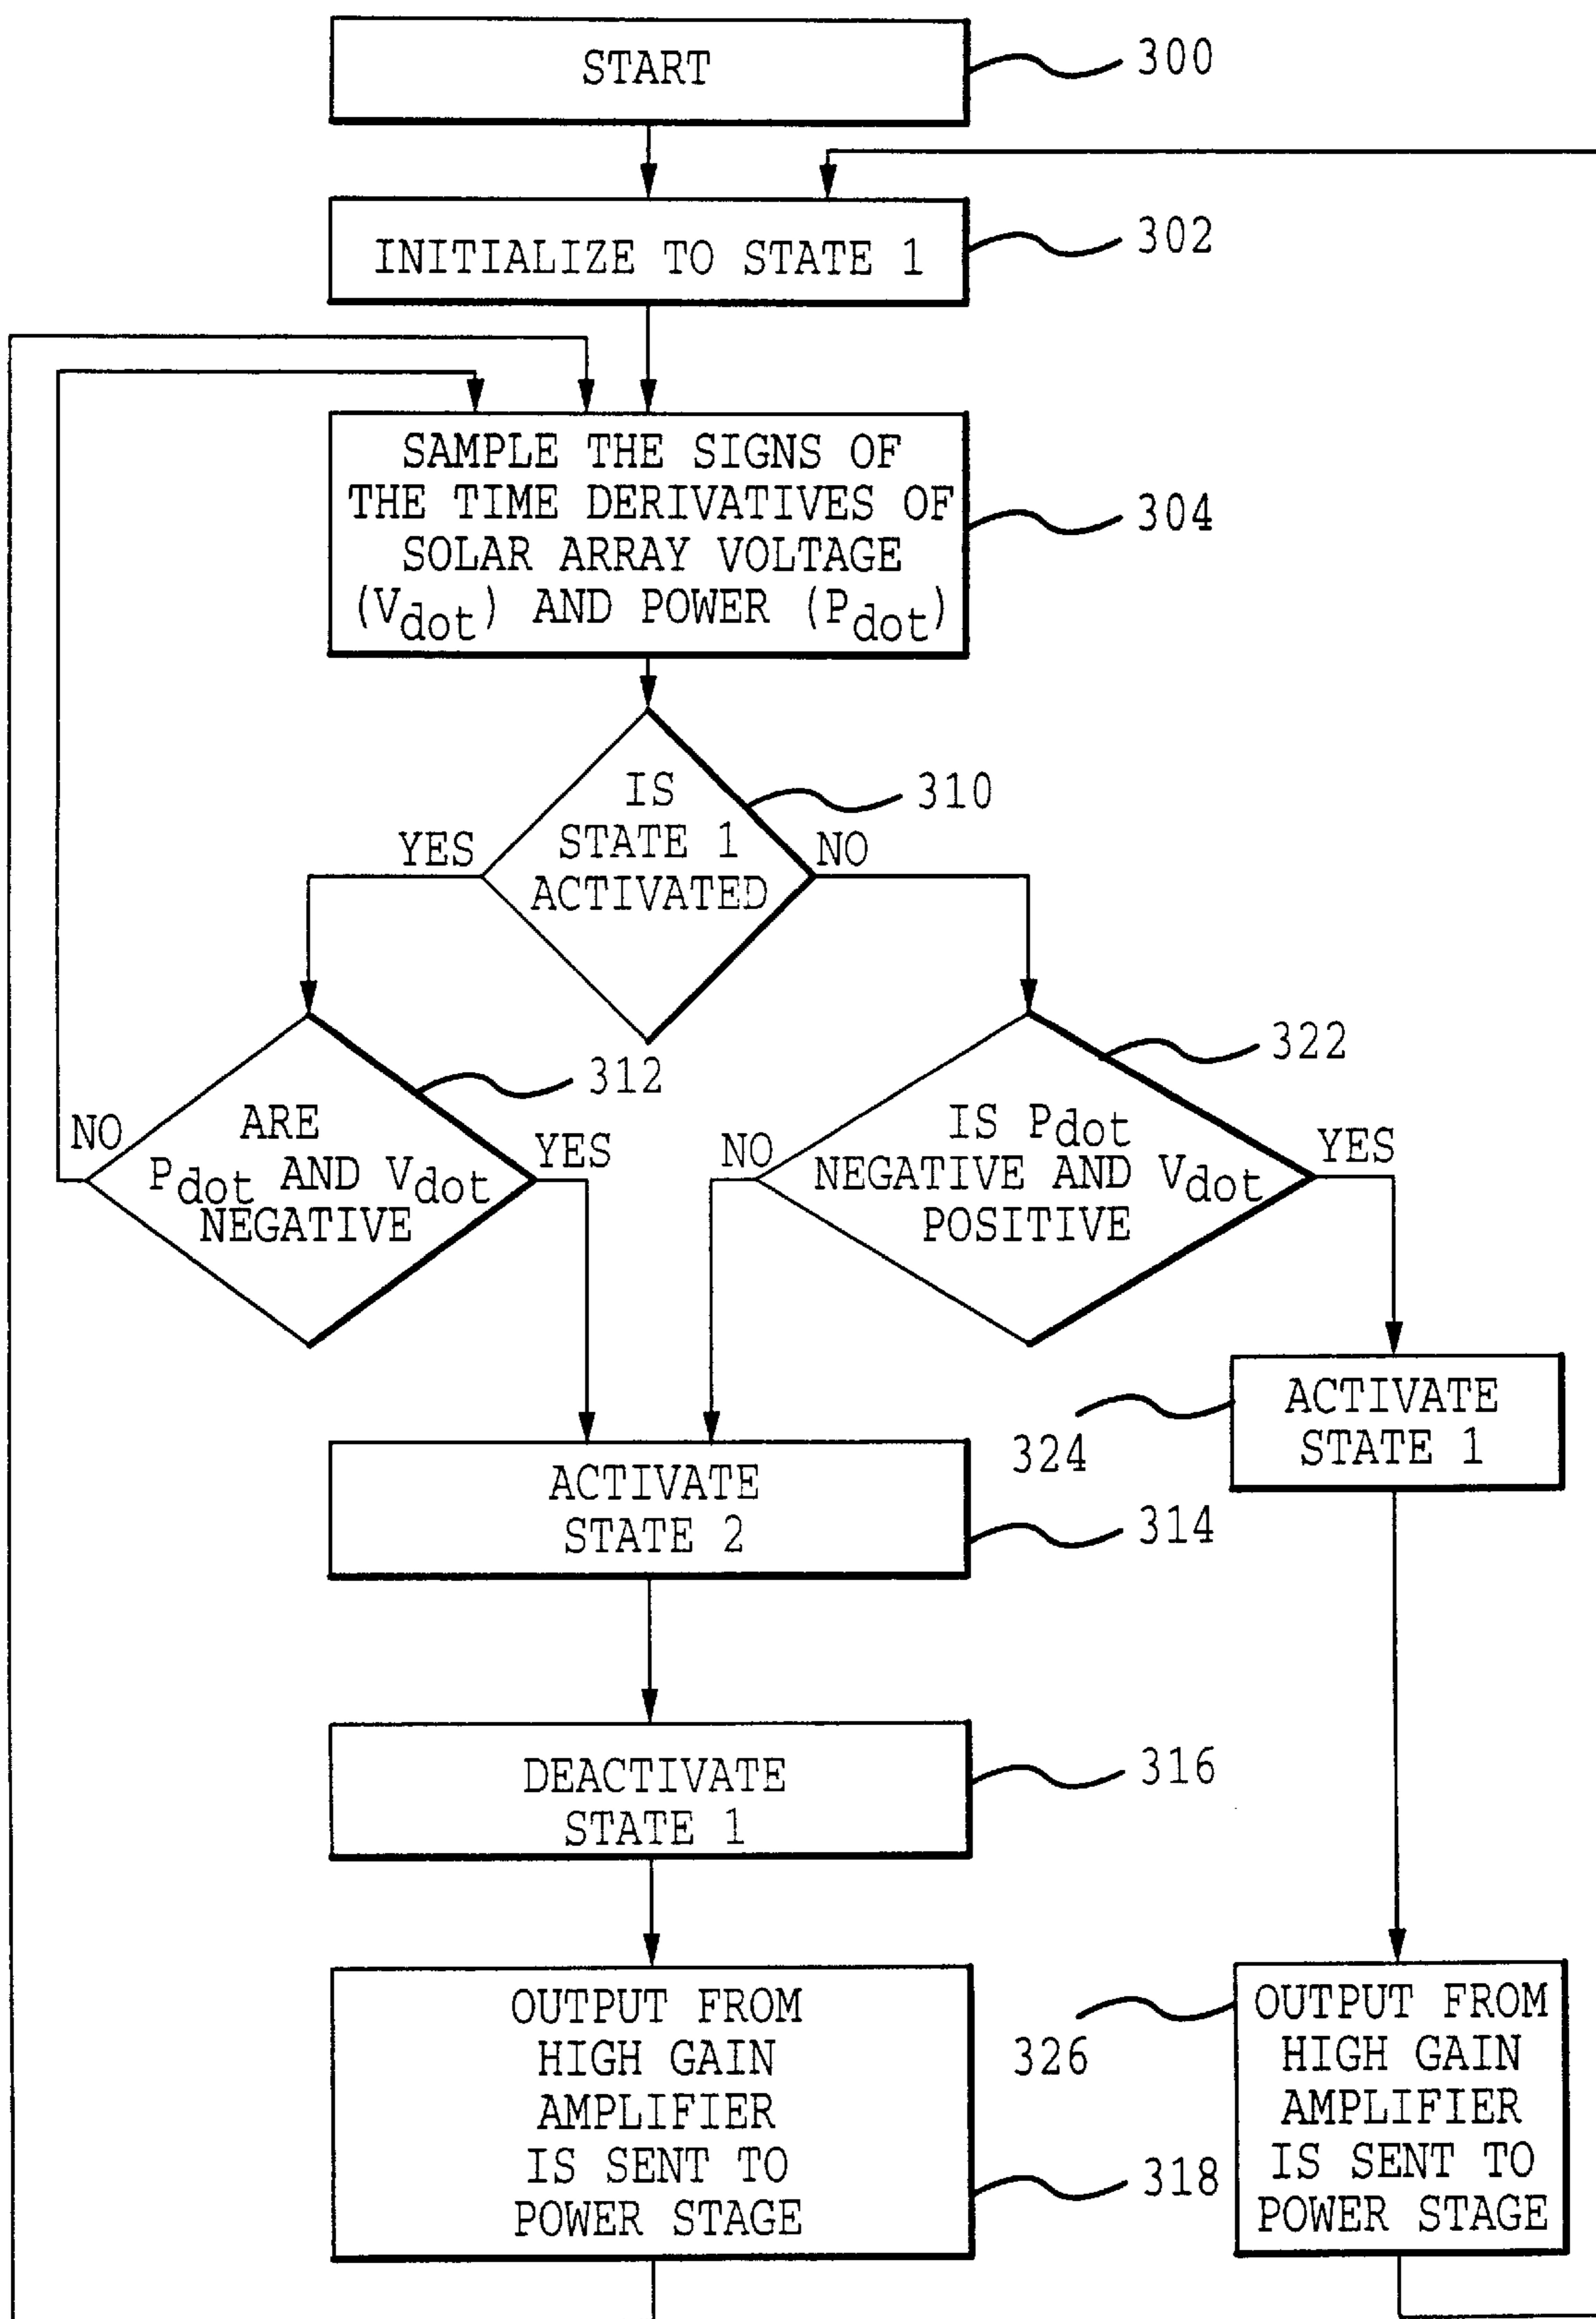 START
300
INITIALIZE TO STATE 1
302
SAMPLE THE SIGNS OF
THE TIME DERIVATIVES OF
SOLAR ARRAY VOLTAGE
(Vdot) AND POWER (Pdot)
304
IS
STATE 1
ACTIVATED
310
YES
NO
ARE
Pdot AND Vdot
NEGATIVE
312
NO
YES
IS Pdot
NEGATIVE AND Vdot
POSITIVE
322
NO
YES
ACTIVATE
STATE 1
324
ACTIVATE
STATE 2
314
DEACTIVATE
STATE 1
316
OUTPUT FROM
HIGH GAIN
AMPLIFIER
IS SENT TO
POWER STAGE
318
OUTPUT FROM
HIGH GAIN
AMPLIFIER
IS SENT TO
POWER STAGE
326